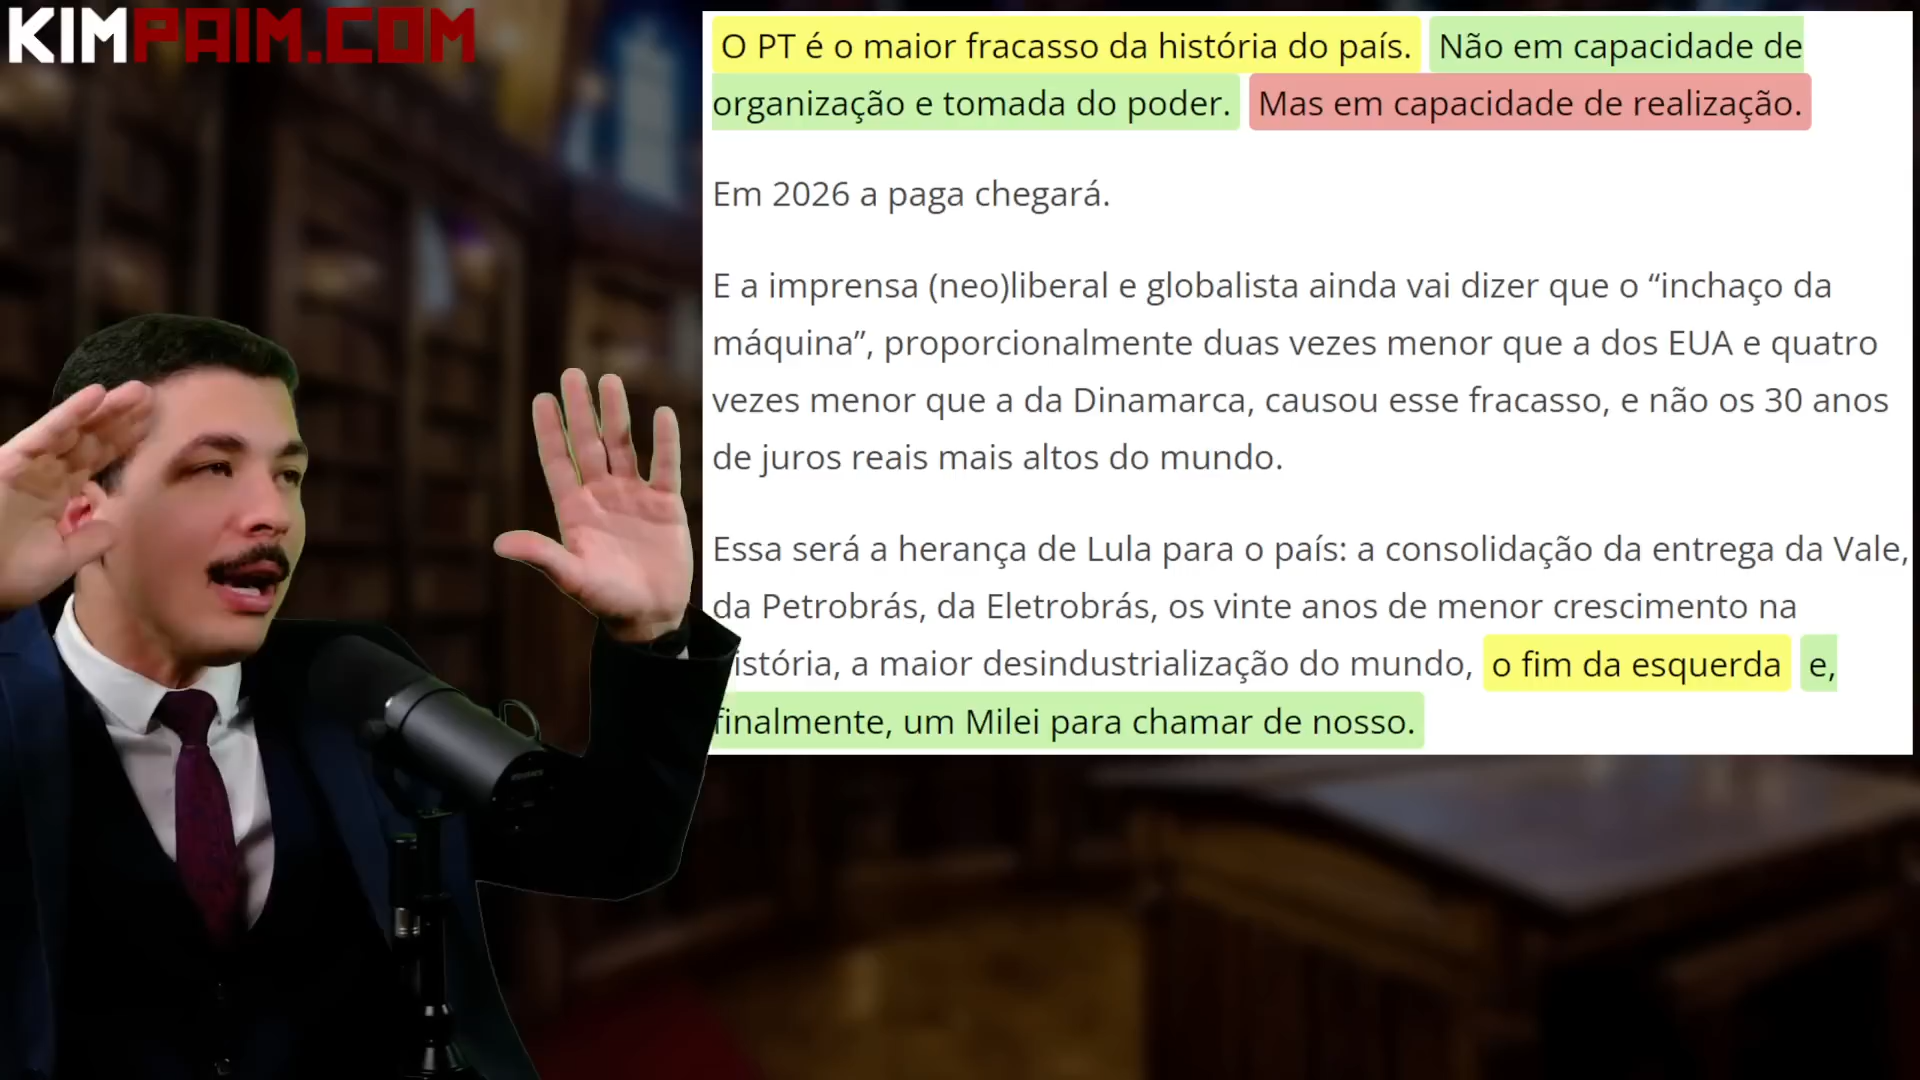 KIMPAIM.COM
O PT é o maior fracasso da história do país. Não em capacidade de
organização e tomada do poder. Mas em capacidade de realização.
Em 2026 a paga chegará.
E a imprensa (neo)liberal e globalista ainda vai dizer que o “inchaço da
máquina”, proporcionalmente duas vezes menor que a dos EUA e quatro
vezes menor que a da Dinamarca, causou esse fracasso, e não os 30 anos
de juros reais mais altos do mundo.
Essa será a herança de Lula para o país: a consolidação da entrega da Vale,
da Petrobrás, da Eletrobrás, os vinte anos de menor crescimento na
istória, a maior desindustrialização do mundo, o fim da esquerda e,
finalmente, um Milei para chamar de nosso.